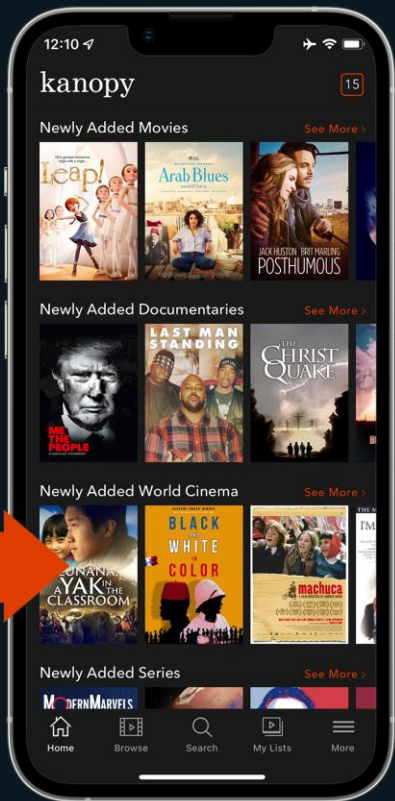 12:10
kanopy
15
Newly Added Movies
See More >
Leap!
Arab Blues
JACK HUSTON BRIT MARLING
POSTHUMOUS
Newly Added Documentaries
See More >
ME
THE
PEOPLE
LAST MAN
STANDING
THE
CHRIST
QUAKE
Newly Added World Cinema
See More >
LUNANA:
A YAK IN THE
CLASSROOM
BLACK
AND
WHITE
IN
COLOR
machuca
I'M
Newly Added Series
See More >
MODERN MARVELS
Home
Browse
Search
My Lists
More